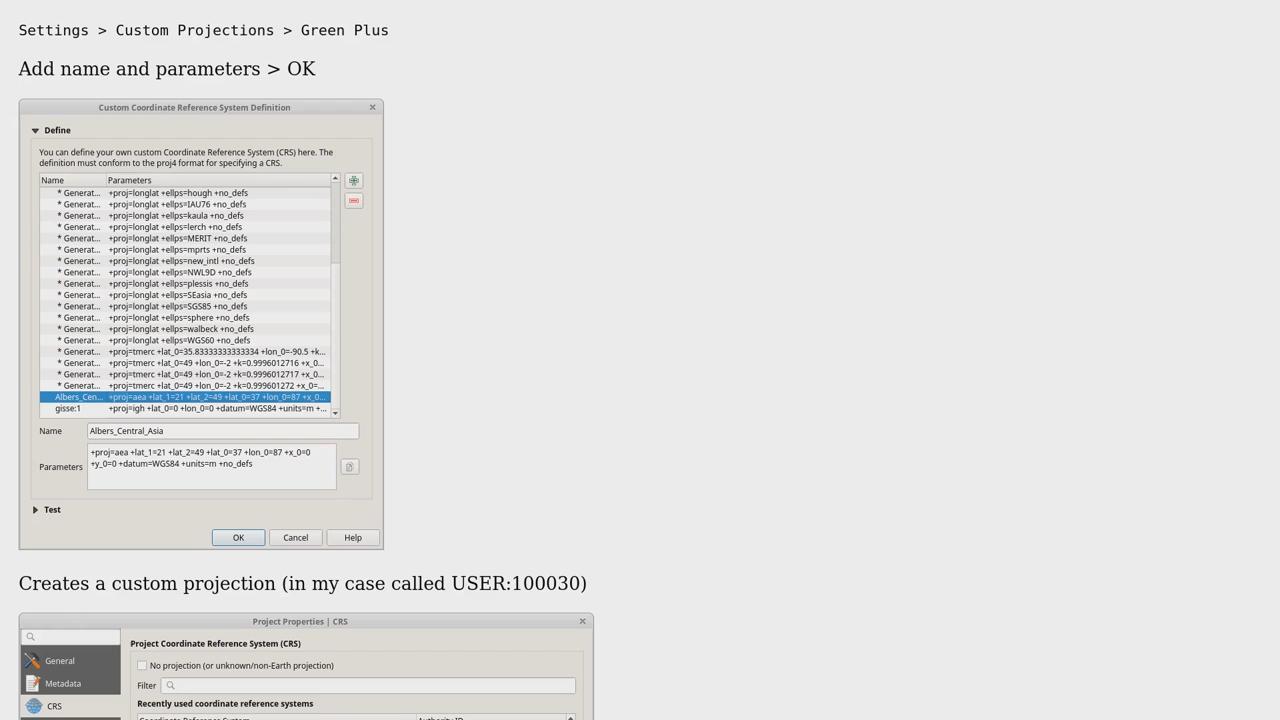 Settings > Custom Projections > Green Plus
Add name and parameters > OK
Custom Coordinate Reference System Definition
Define
You can define your own custom Coordinate Reference System (CRS) here. The
definition must conform to the proj4 format for specifying a CRS.
Name Parameters
* Generat... +proj=longlat +ellps=hough +no_defs
* Generat... +proj=longlat +ellps=IAU76 +no_defs
* Generat... +proj=longlat +ellps=kaula +no_defs
* Generat... +proj=longlat +ellps=lerch +no_defs
* Generat... +proj=longlat +ellps=MERIT +no_defs
* Generat... +proj=longlat +ellps=mprts +no_defs
* Generat... +proj=longlat +ellps=new_intl +no_defs
* Generat... +proj=longlat +ellps=NWL9D +no_defs
* Generat... +proj=longlat +ellps=plessis +no_defs
* Generat... +proj=longlat +ellps=SEasia +no_defs
* Generat... +proj=longlat +ellps=SGS85 +no_defs
* Generat... +proj=longlat +ellps=sphere +no_defs
* Generat... +proj=longlat +ellps=walbeck +no_defs
* Generat... +proj=longlat +ellps=WGS60 +no_defs
* Generat... +proj=tmerc +lat_0=35.83333333333334 +lon_0=-90.5 +k...
* Generat... +proj=tmerc +lat_0=49 +lon_0=-2 +k=0.9996012716 +x_0...
* Generat... +proj=tmerc +lat_0=49 +lon_0=-2 +k=0.9996012717 +x_0...
* Generat... +proj=tmerc +lat_0=49 +lon_0=-2 +k=0.999601272 +x_0=...
Albers_Cen... +proj=aea +lat_1=21 +lat_2=49 +lat_0=37 +lon_0=87 +x_0...
gisse:1 +proj=igh +lat_0=0 +lon_0=0 +datum=WGS84 +units=m +...
Name Albers_Central_Asia
+proj=aea +lat_1=21 +lat_2=49 +lat_0=37 +lon_0=87 +x_0=0
+y_0=0 +datum=WGS84 +units=m +no_defs
Parameters
Test
OK Cancel Help
Creates a custom projection (in my case called USER:100030)
Project Properties | CRS
Project Coordinate Reference System (CRS)
General
No projection (or unknown/non-Earth projection)
Metadata
Filter
CRS
Recently used coordinate reference systems
Coordinate Reference System Authority ID